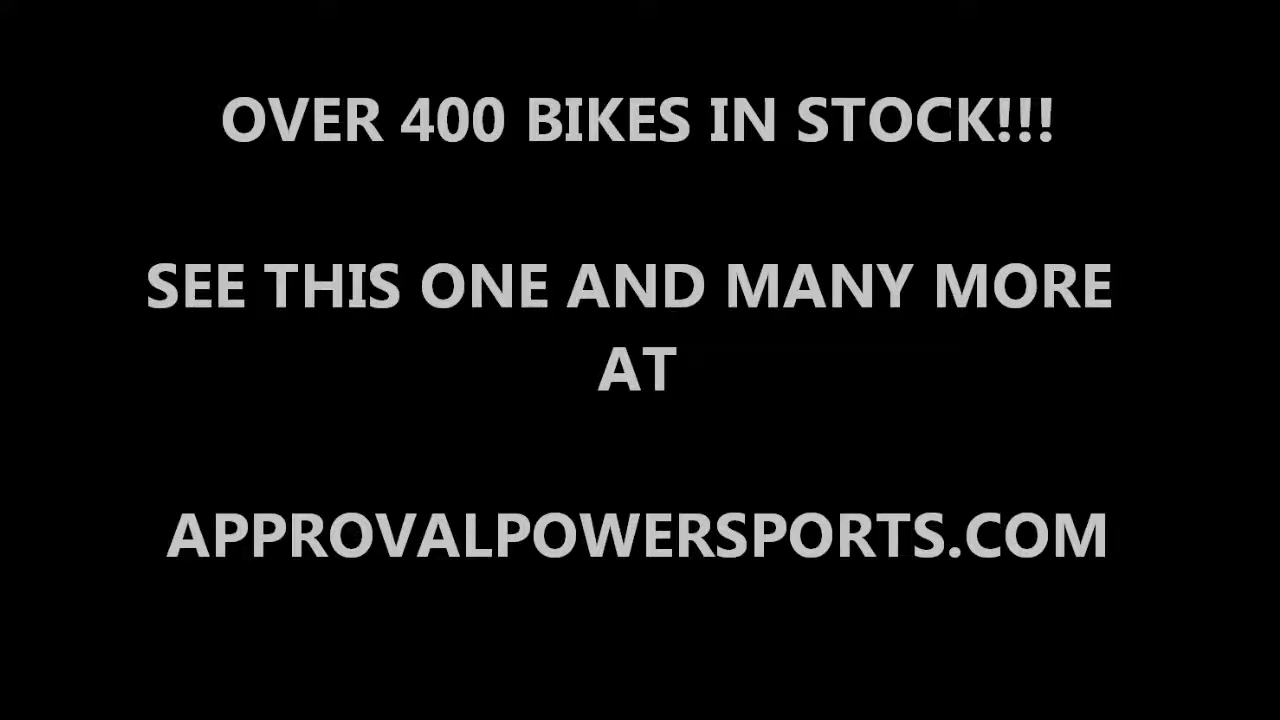 OVER 400 BIKES IN STOCK!!!
SEE THIS ONE AND MANY MORE
AT
APPROVALPOWERSPORTS.COM